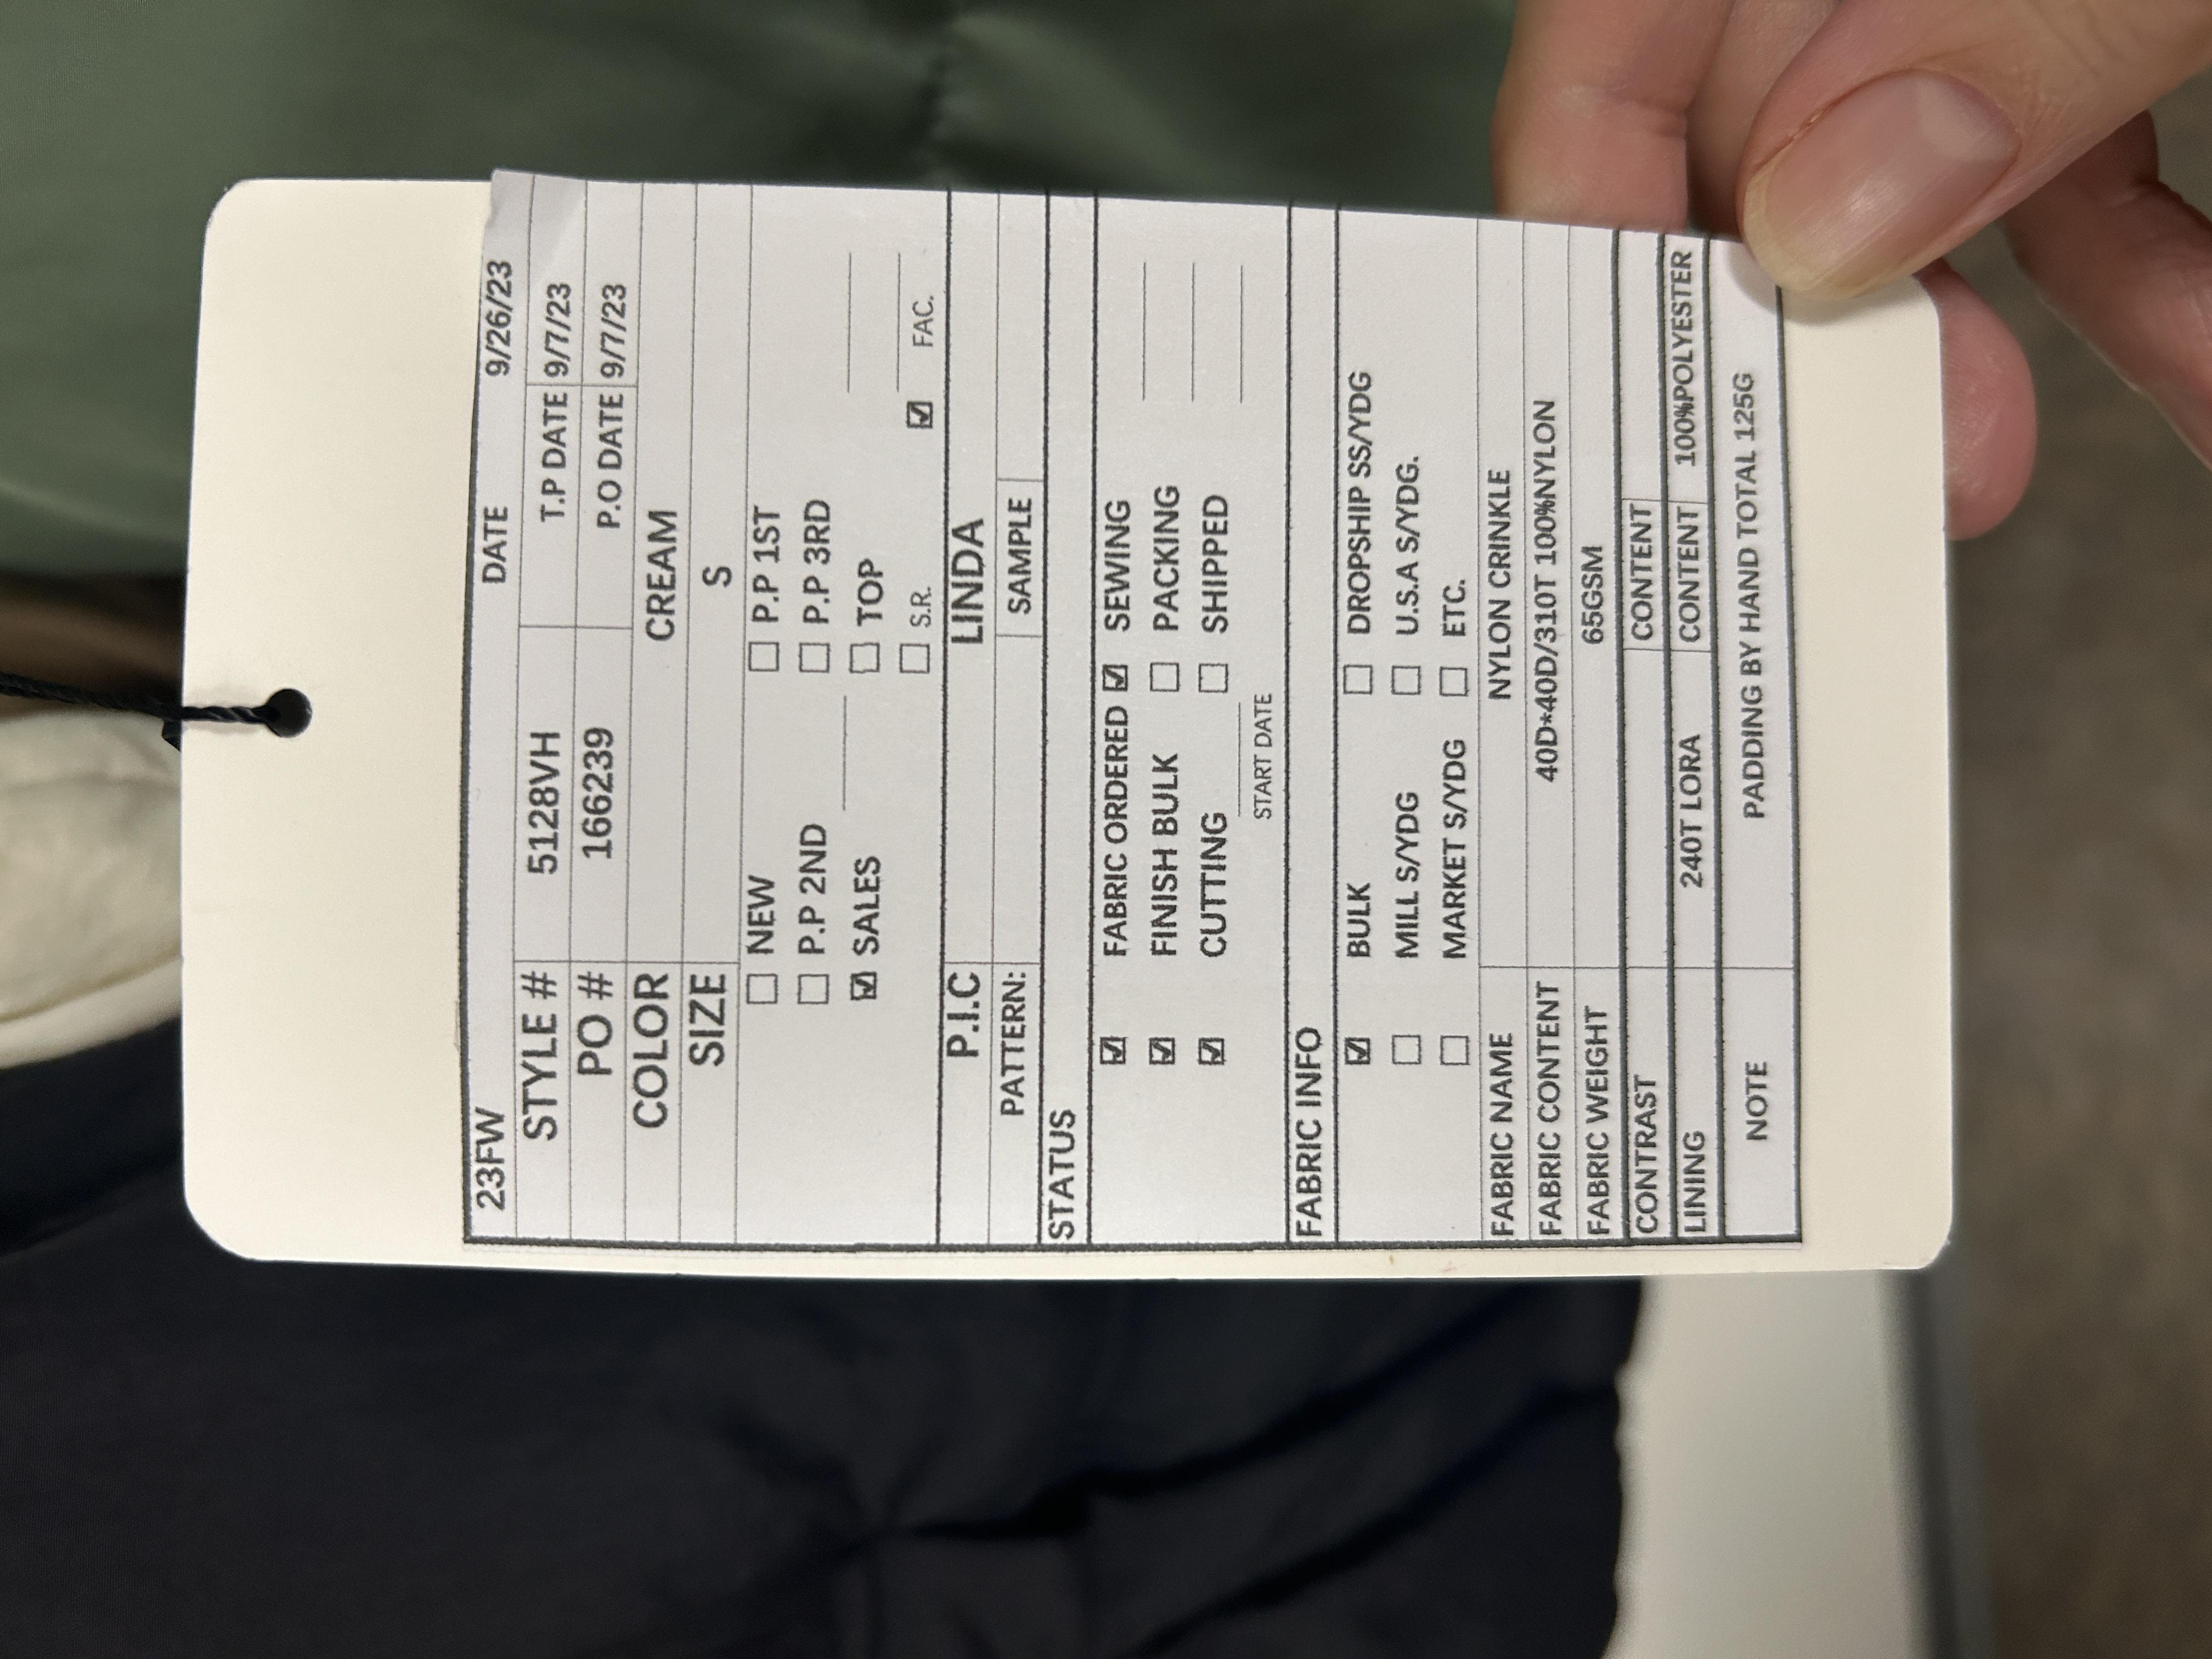 23FW DATE 9/26/23
STYLE # 5128VH T.P DATE 9/7/23
PO # 166239 P.O DATE 9/7/23
COLOR CREAM
SIZE S
☐ NEW ☐ P.P 1ST
☐ P.P 2ND ☐ P.P 3RD
☑ SALES ☐ TOP
☐ S.R. ☑ FAC.
P.I.C LINDA
PATTERN: SAMPLE
STATUS
☑ FABRIC ORDERED ☑ SEWING
☑ FINISH BULK ☐ PACKING
☑ CUTTING ☐ SHIPPED
START DATE
FABRIC INFO
☑ BULK ☐ DROPSHIP SS/YDG
☐ MILL S/YDG ☐ U.S.A S/YDG.
☐ MARKET S/YDG ☐ ETC.
FABRIC NAME NYLON CRINKLE
FABRIC CONTENT 40D*40D/310T 100%NYLON
FABRIC WEIGHT 65GSM
CONTRAST CONTENT
LINING 240T LORA CONTENT 100%POLYESTER
NOTE PADDING BY HAND TOTAL 125G